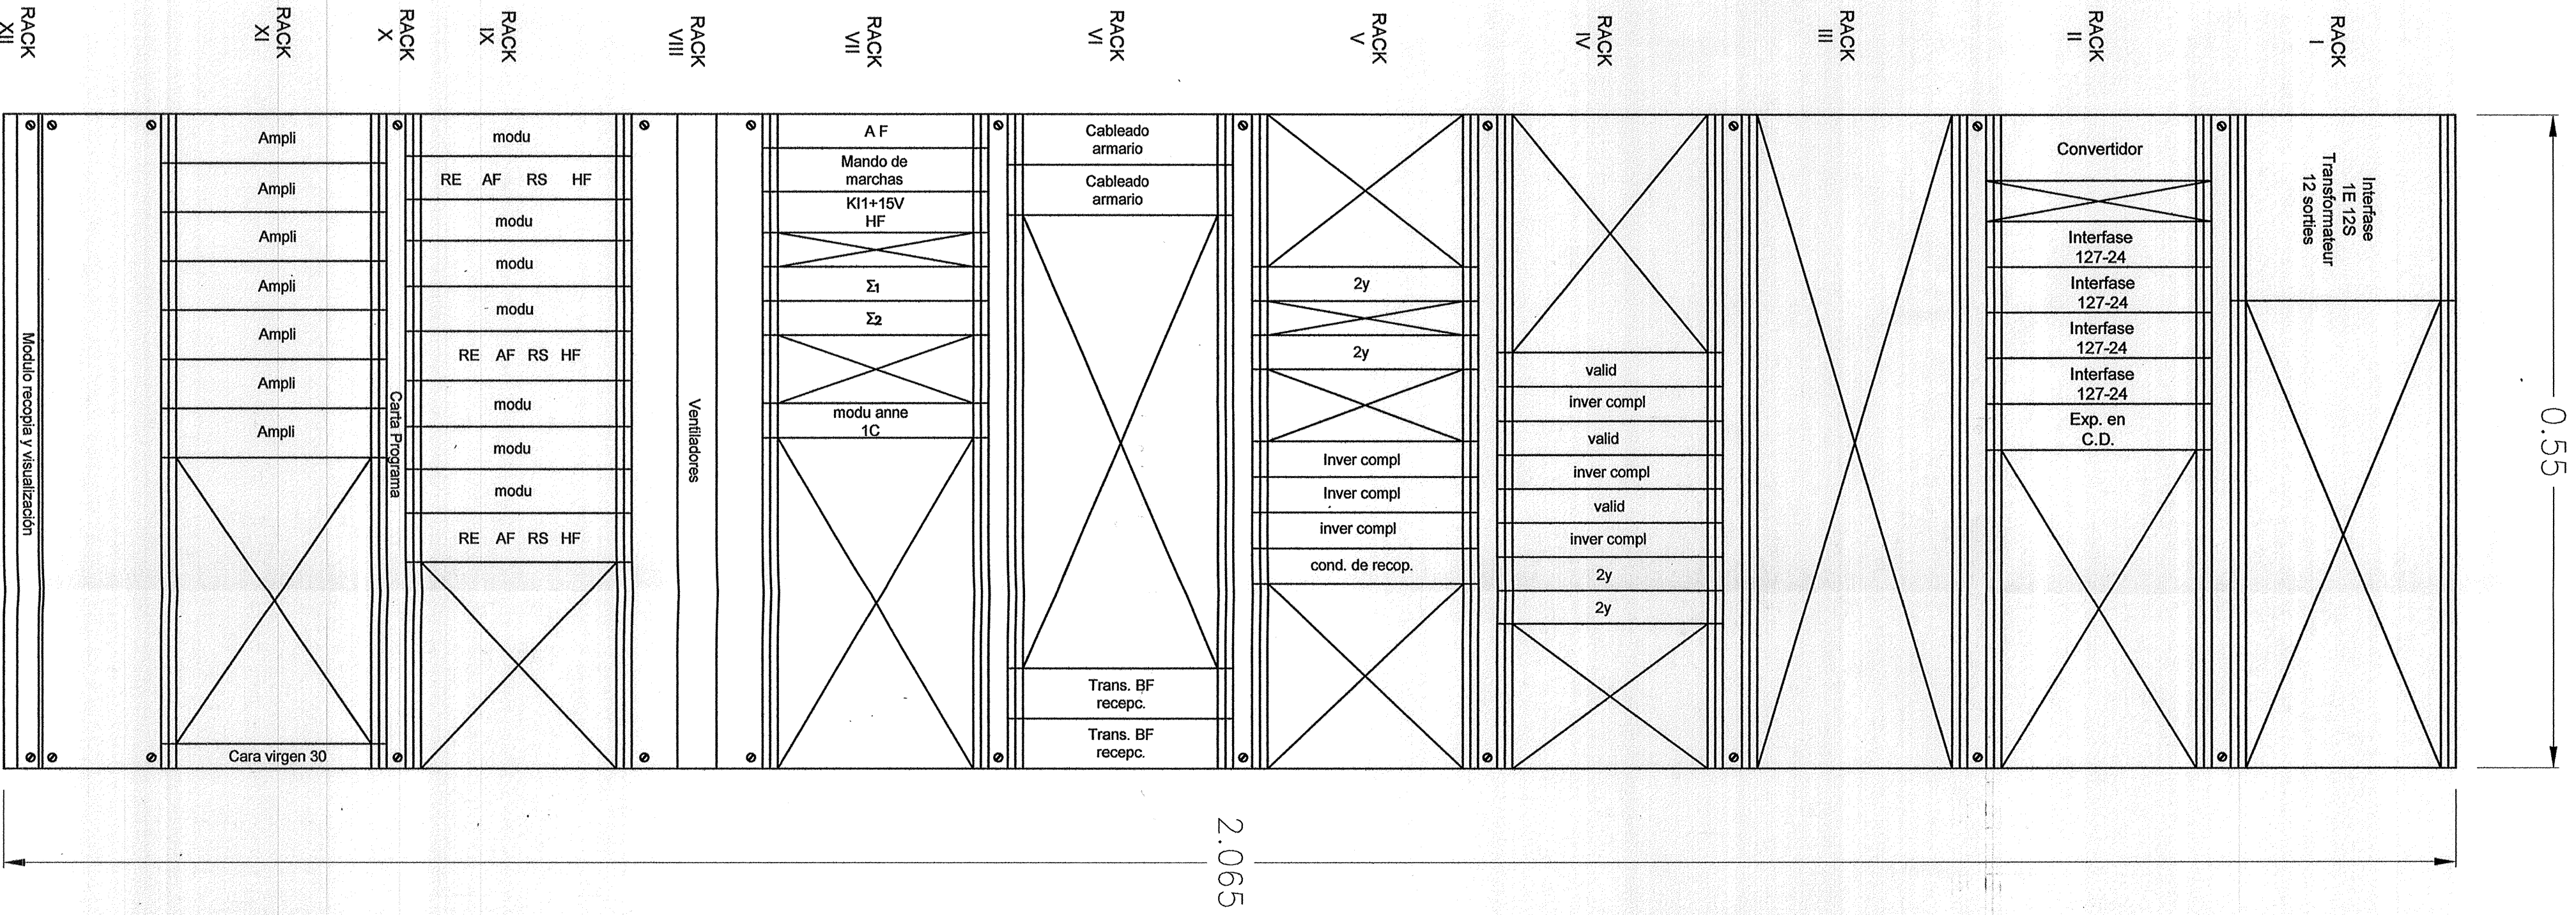 RACK
I
Interfase
1E 12S
Transformateur
12 sorties
RACK
II
Convertidor
Interfase
127-24
Interfase
127-24
Interfase
127-24
Interfase
127-24
Exp. en
C.D.
RACK
III
RACK
IV
valid
inver compl
valid
inver compl
valid
inver compl
2y
2y
RACK
V
2y
2y
Inver compl
Inver compl
inver compl
cond. de recop.
RACK
VI
Cableado
armario
Cableado
armario
Trans. BF
recepc.
Trans. BF
recepc.
RACK
VII
A F
Mando de
marchas
KI1+15V
HF
Σ1
Σ2
modu anne
1C
RACK
VIII
Ventiladores
RACK
IX
modu
RE AF RS HF
modu
modu
modu
RE AF RS HF
modu
modu
modu
RE AF RS HF
RACK
X
Carta Programa
RACK
XI
Ampli
Ampli
Ampli
Ampli
Ampli
Ampli
Ampli
Cara virgen 30
RACK
XII
Modulo recopia y visualización
0.55
2.065